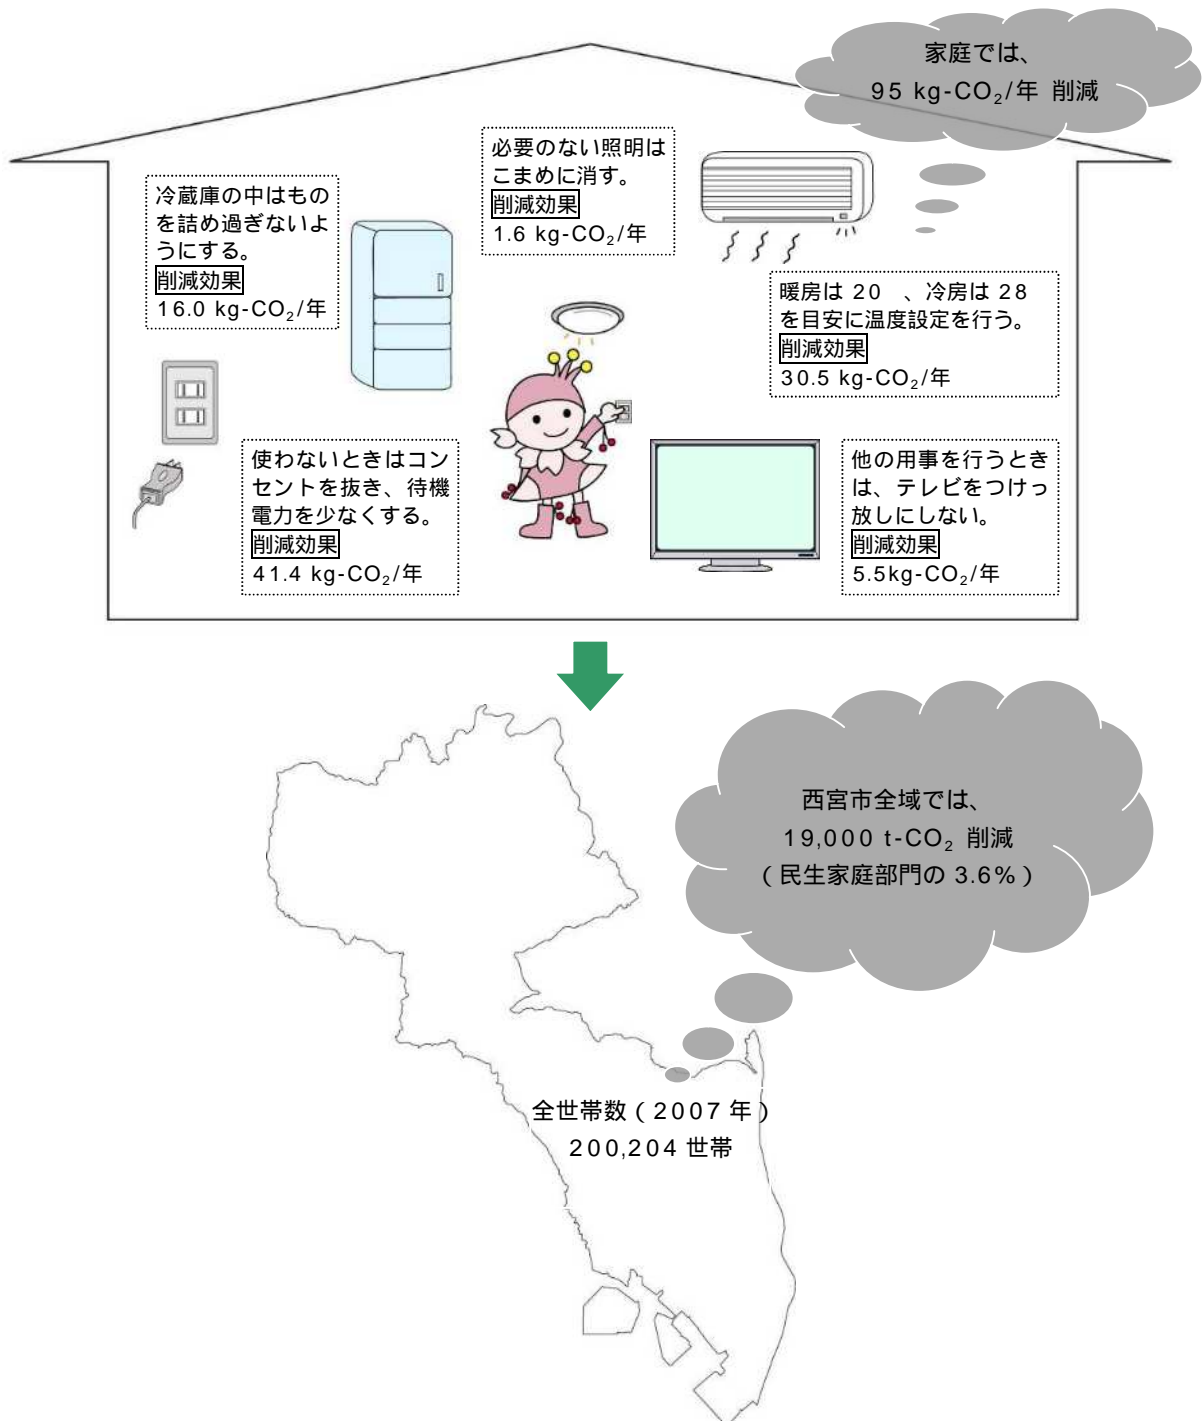 家庭では、
95 kg-CO₂/年 削減
必要のない照明は
こまめに消す。
削減効果
1.6 kg-CO₂/年
冷蔵庫の中はもの
を詰め過ぎないよ
うにする。
削減効果
16.0 kg-CO₂/年
暖房は 20　、冷房は 28
を目安に温度設定を行う。
削減効果
30.5 kg-CO₂/年
使わないときはコン
セントを抜き、待機
電力を少なくする。
削減効果
41.4 kg-CO₂/年
他の用事を行うとき
は、テレビをつけっ
放しにしない。
削減効果
5.5kg-CO₂/年
西宮市全域では、
19,000 t-CO₂ 削減
（民生家庭部門の 3.6%）
全世帯数（2007 年）
200,204 世帯